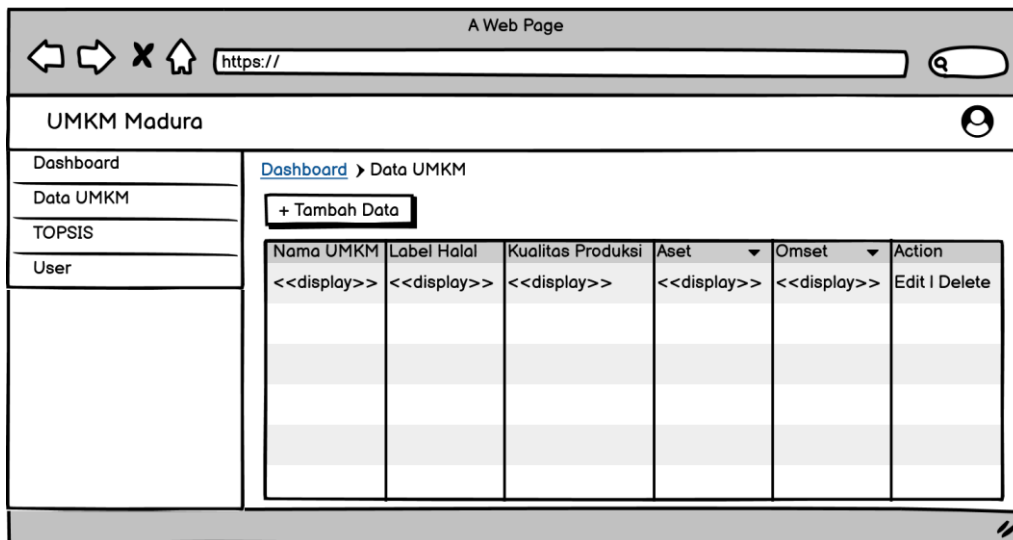 A Web Page
https://
UMKM Madura
Dashboard
Data UMKM
TOPSIS
User
Dashboard > Data UMKM
+ Tambah Data
Nama UMKM Label Halal Kualitas Produksi Aset Omset Action
<<display>> <<display>> <<display>> <<display>> <<display>> Edit | Delete